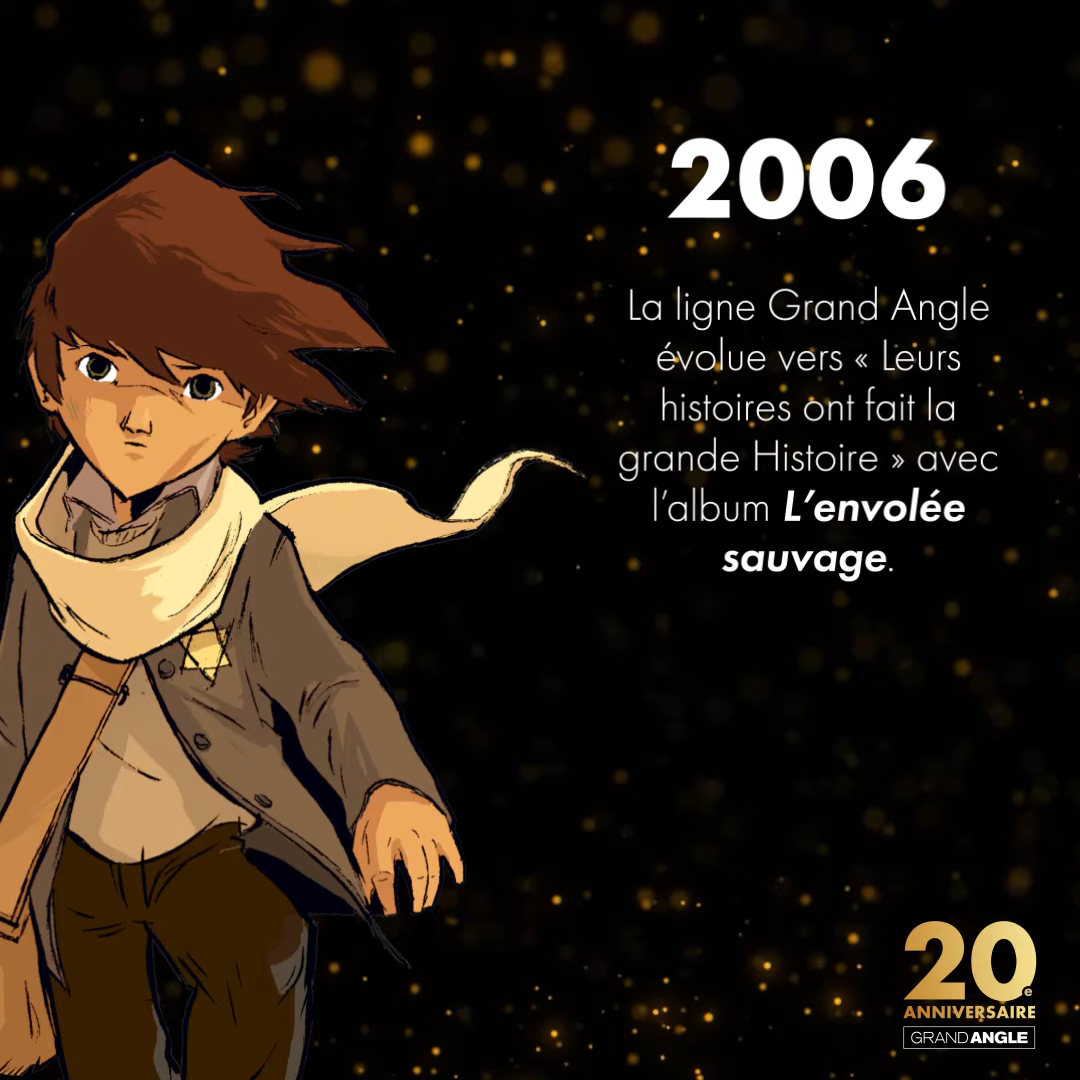 2006
La ligne Grand Angle
évolue vers « Leurs
histoires ont fait la
grande Histoire » avec
l’album L’envolée
sauvage.
20e
ANNIVERSAIRE
GRANDANGLE